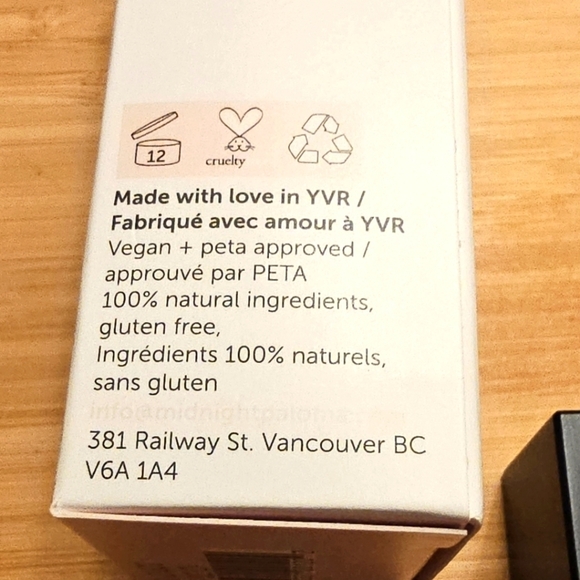 12
cruelty
Made with love in YVR /
Fabriqué avec amour à YVR
Vegan + peta approved /
approuvé par PETA
100% natural ingredients,
gluten free,
Ingrédients 100% naturels,
sans gluten
381 Railway St. Vancouver BC
V6A 1A4